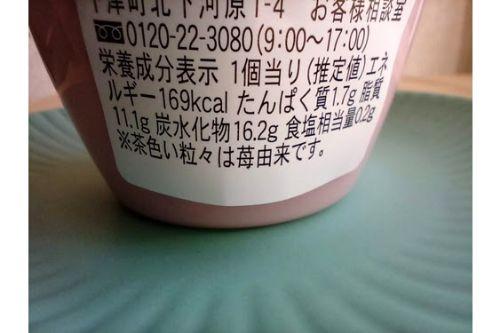 下津町北下河原1-4 お客様相談室
0120-22-3080(9:00～17:00)
栄養成分表示 1個当り(推定値)エネ
ルギー169kcal たんぱく質1.7g 脂質
11.1g 炭水化物16.2g 食塩相当量0.2g
※茶色い粒々は苺由来です。